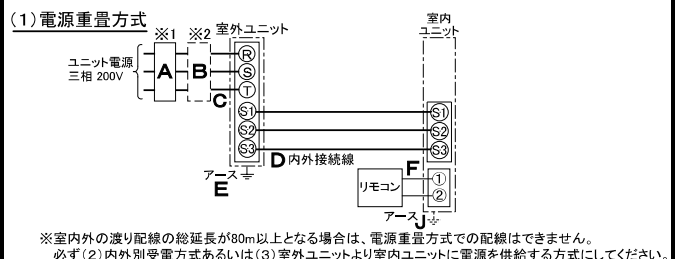 (1)電源重畳方式
※1 ※2 室外ユニット
室内
ユニット
ユニット電源
三相 200V
A B C
R
S
T
S1
S2
S3
S1
S2
S3
D 内外接続線
アース
E
F
リモコン
①
②
アース J
※室内外の渡り配線の総延長が80m以上となる場合は、電源重畳方式での配線はできません。
必ず(2)内外別受電方式あるいは(3)室外ユニットより室内ユニットに電源を供給する方式にしてください。